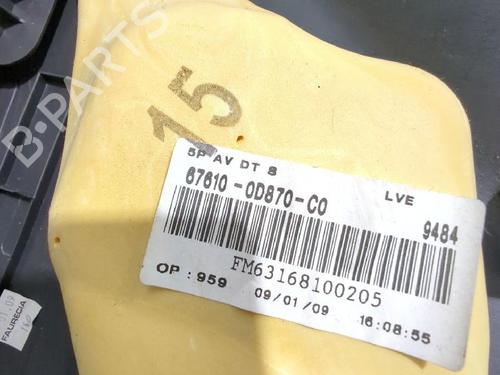 B-PARTS
15
5P AV DT S
67610-0D870-C0
LVE
9484
FM63168100205
OP : 959
09/01/09
16:08:55
FAURECIA